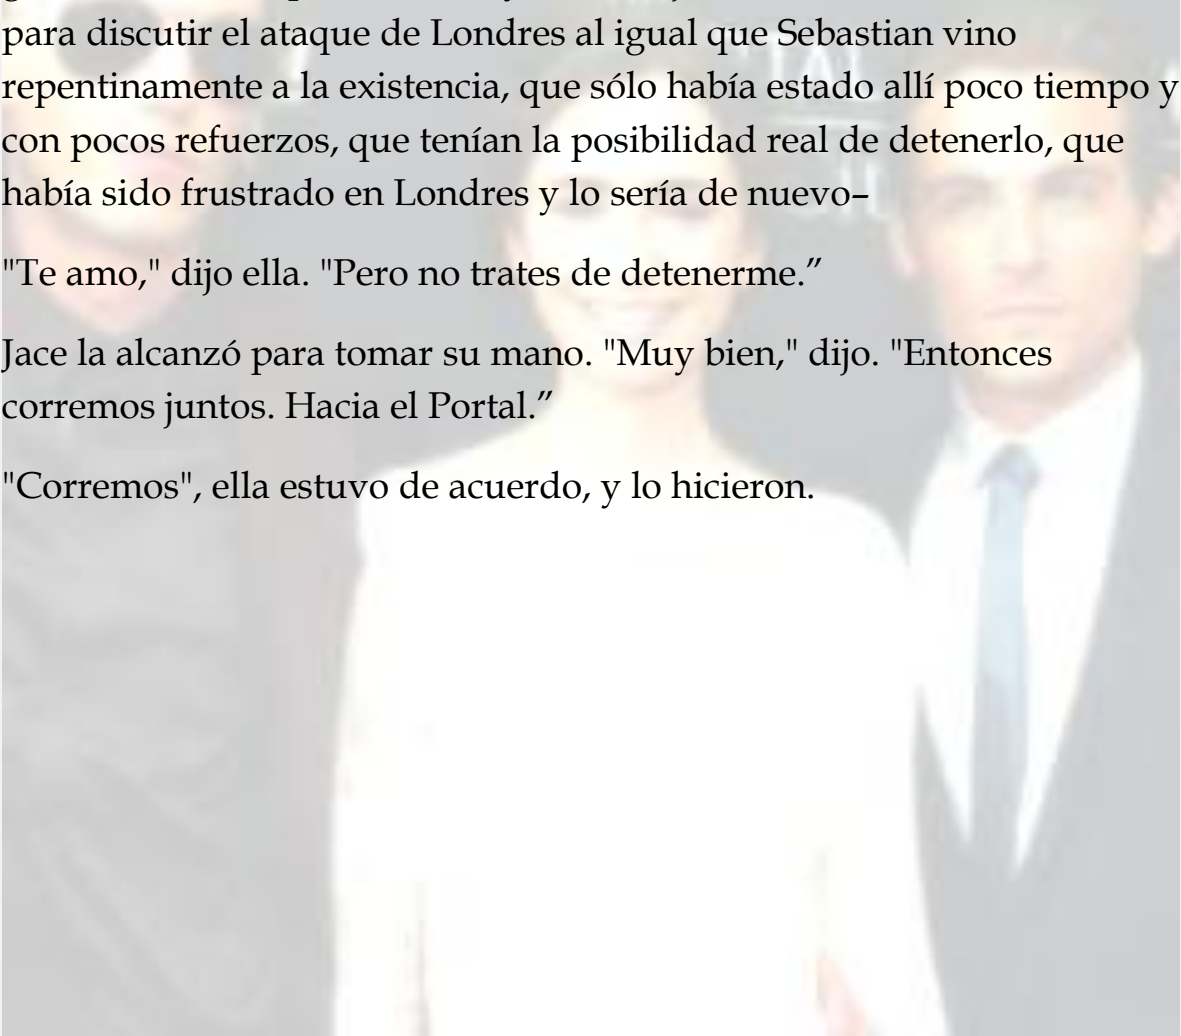 para discutir el ataque de Londres al igual que Sebastian vino
repentinamente a la existencia, que sólo había estado allí poco tiempo y
con pocos refuerzos, que tenían la posibilidad real de detenerlo, que
había sido frustrado en Londres y lo sería de nuevo–
"Te amo," dijo ella. "Pero no trates de detenerme.”
Jace la alcanzó para tomar su mano. "Muy bien," dijo. "Entonces
corremos juntos. Hacia el Portal.”
"Corremos", ella estuvo de acuerdo, y lo hicieron.